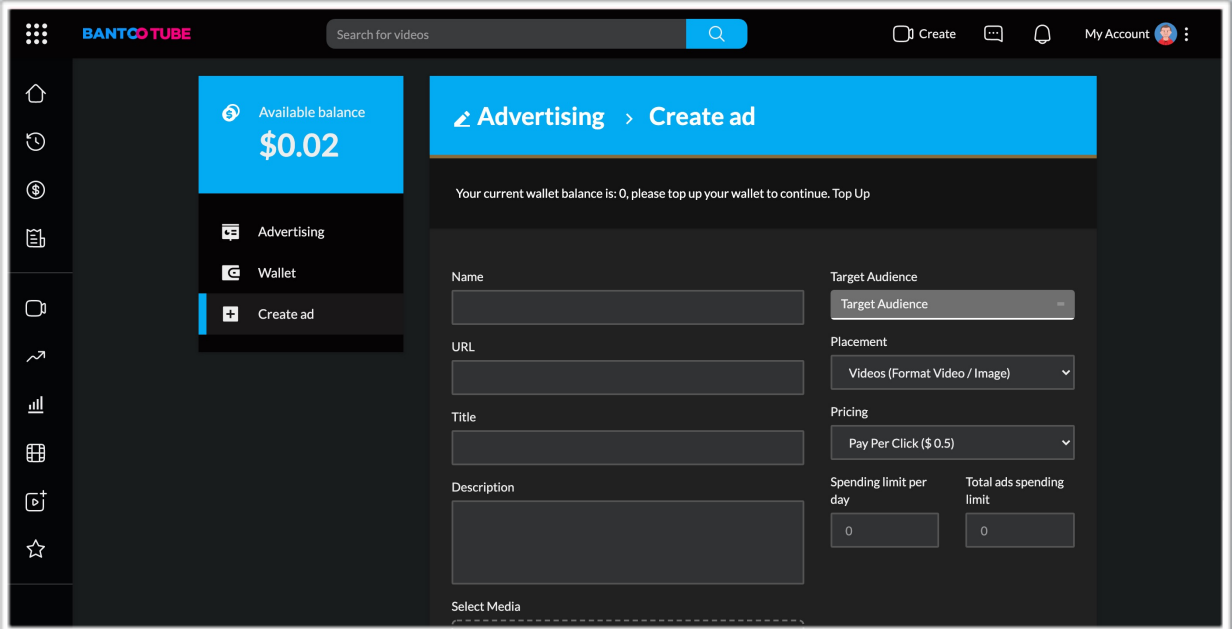 BANTOO TUBE
Search for videos
Create
My Account
Available balance
$0.02
Advertising
Wallet
Create ad
Advertising › Create ad
Your current wallet balance is: 0, please top up your wallet to continue. Top Up
Name
URL
Title
Description
Select Media
Target Audience
Target Audience
Placement
Videos (Format Video / Image)
Pricing
Pay Per Click ($ 0.5)
Spending limit per
day
0
Total ads spending
limit
0